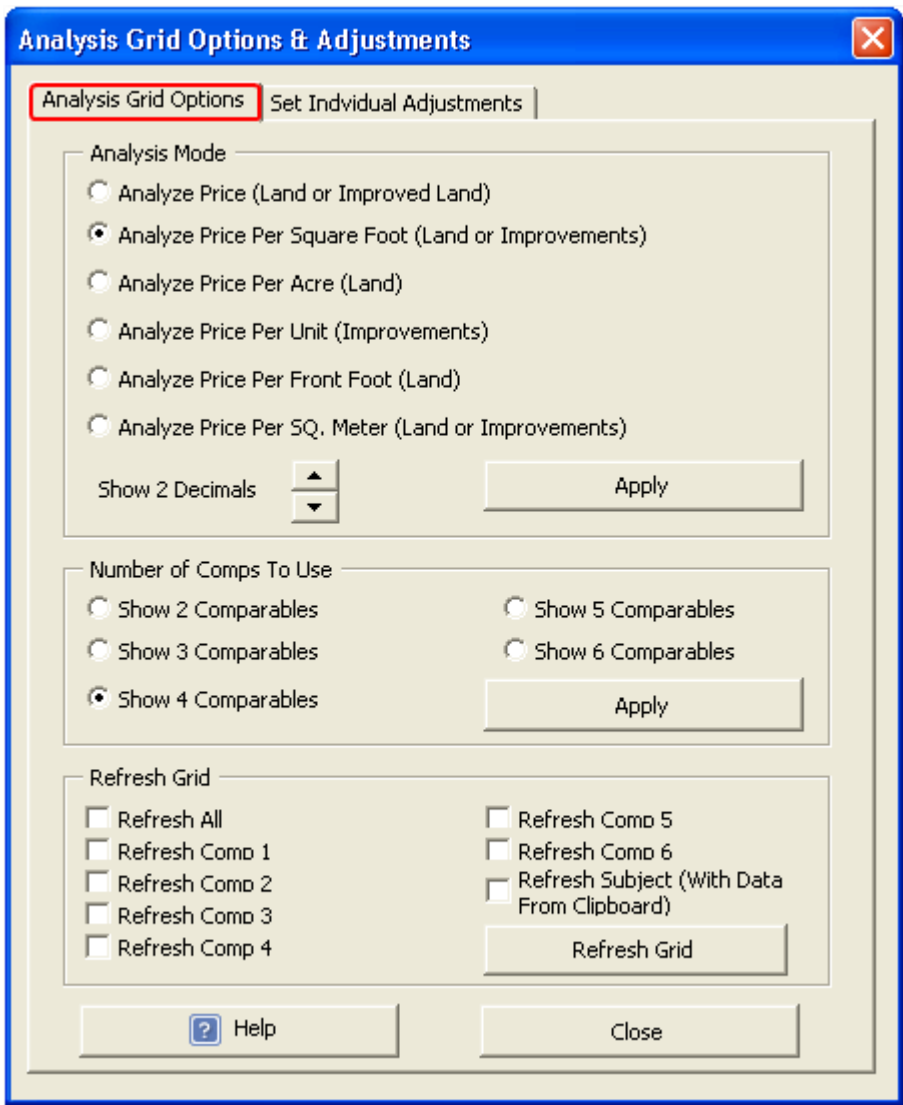 Analysis Grid Options & Adjustments
Analysis Grid Options
Set Indvidual Adjustments
Analysis Mode
Analyze Price (Land or Improved Land)
Analyze Price Per Square Foot (Land or Improvements)
Analyze Price Per Acre (Land)
Analyze Price Per Unit (Improvements)
Analyze Price Per Front Foot (Land)
Analyze Price Per SQ. Meter (Land or Improvements)
Show 2 Decimals
Apply
Number of Comps To Use
Show 2 Comparables
Show 3 Comparables
Show 4 Comparables
Show 5 Comparables
Show 6 Comparables
Apply
Refresh Grid
Refresh All
Refresh Comp 1
Refresh Comp 2
Refresh Comp 3
Refresh Comp 4
Refresh Comp 5
Refresh Comp 6
Refresh Subject (With Data
From Clipboard)
Refresh Grid
? Help
Close